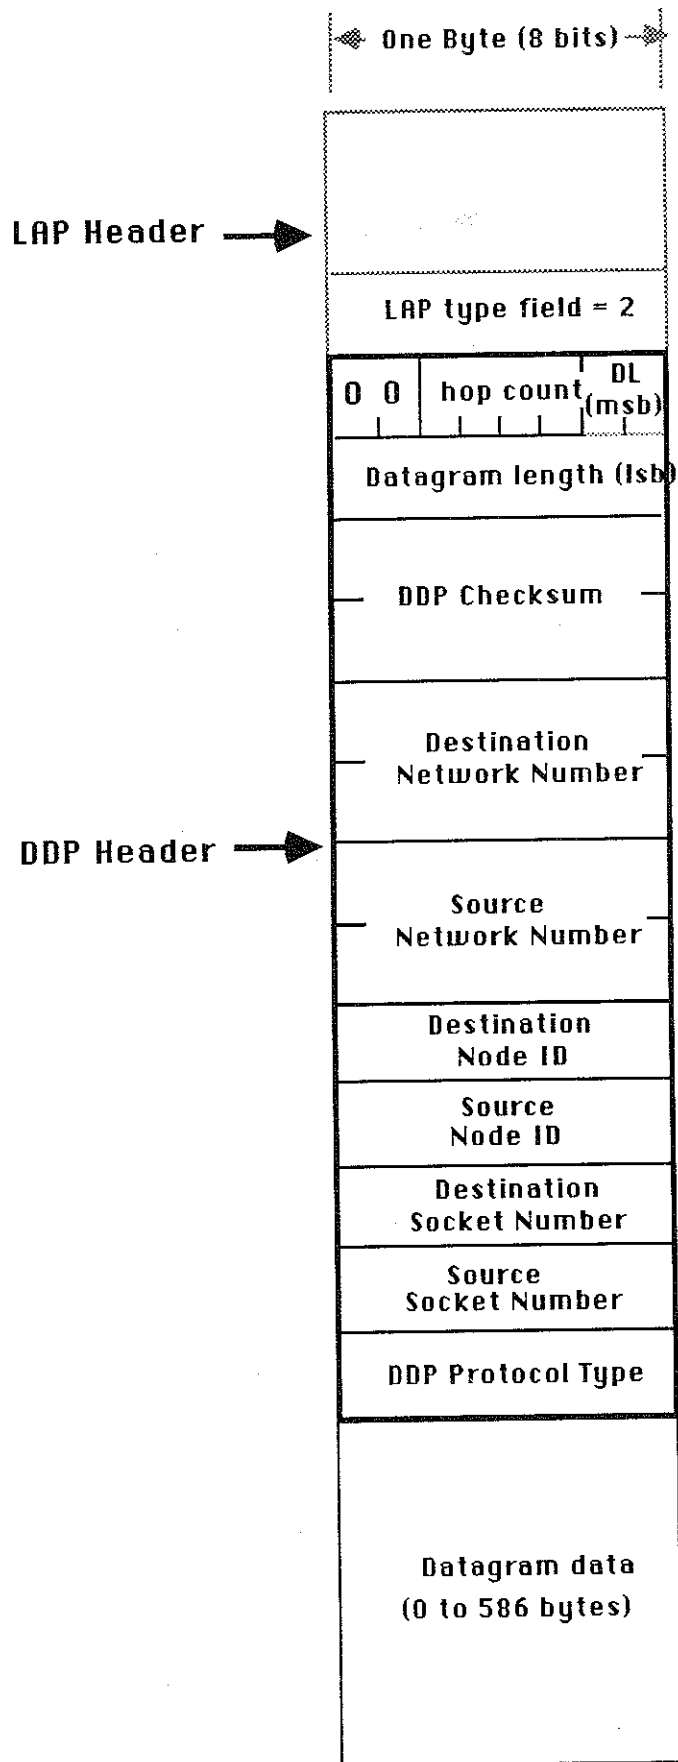 One Byte (8 bits)
LAP Header
LAP type field = 2
0 0
hop count
DL
(msb)
Datagram length (lsb)
DDP Checksum
Destination
Network Number
DDP Header
Source
Network Number
Destination
Node ID
Source
Node ID
Destination
Socket Number
Source
Socket Number
DDP Protocol Type
Datagram data
(0 to 586 bytes)